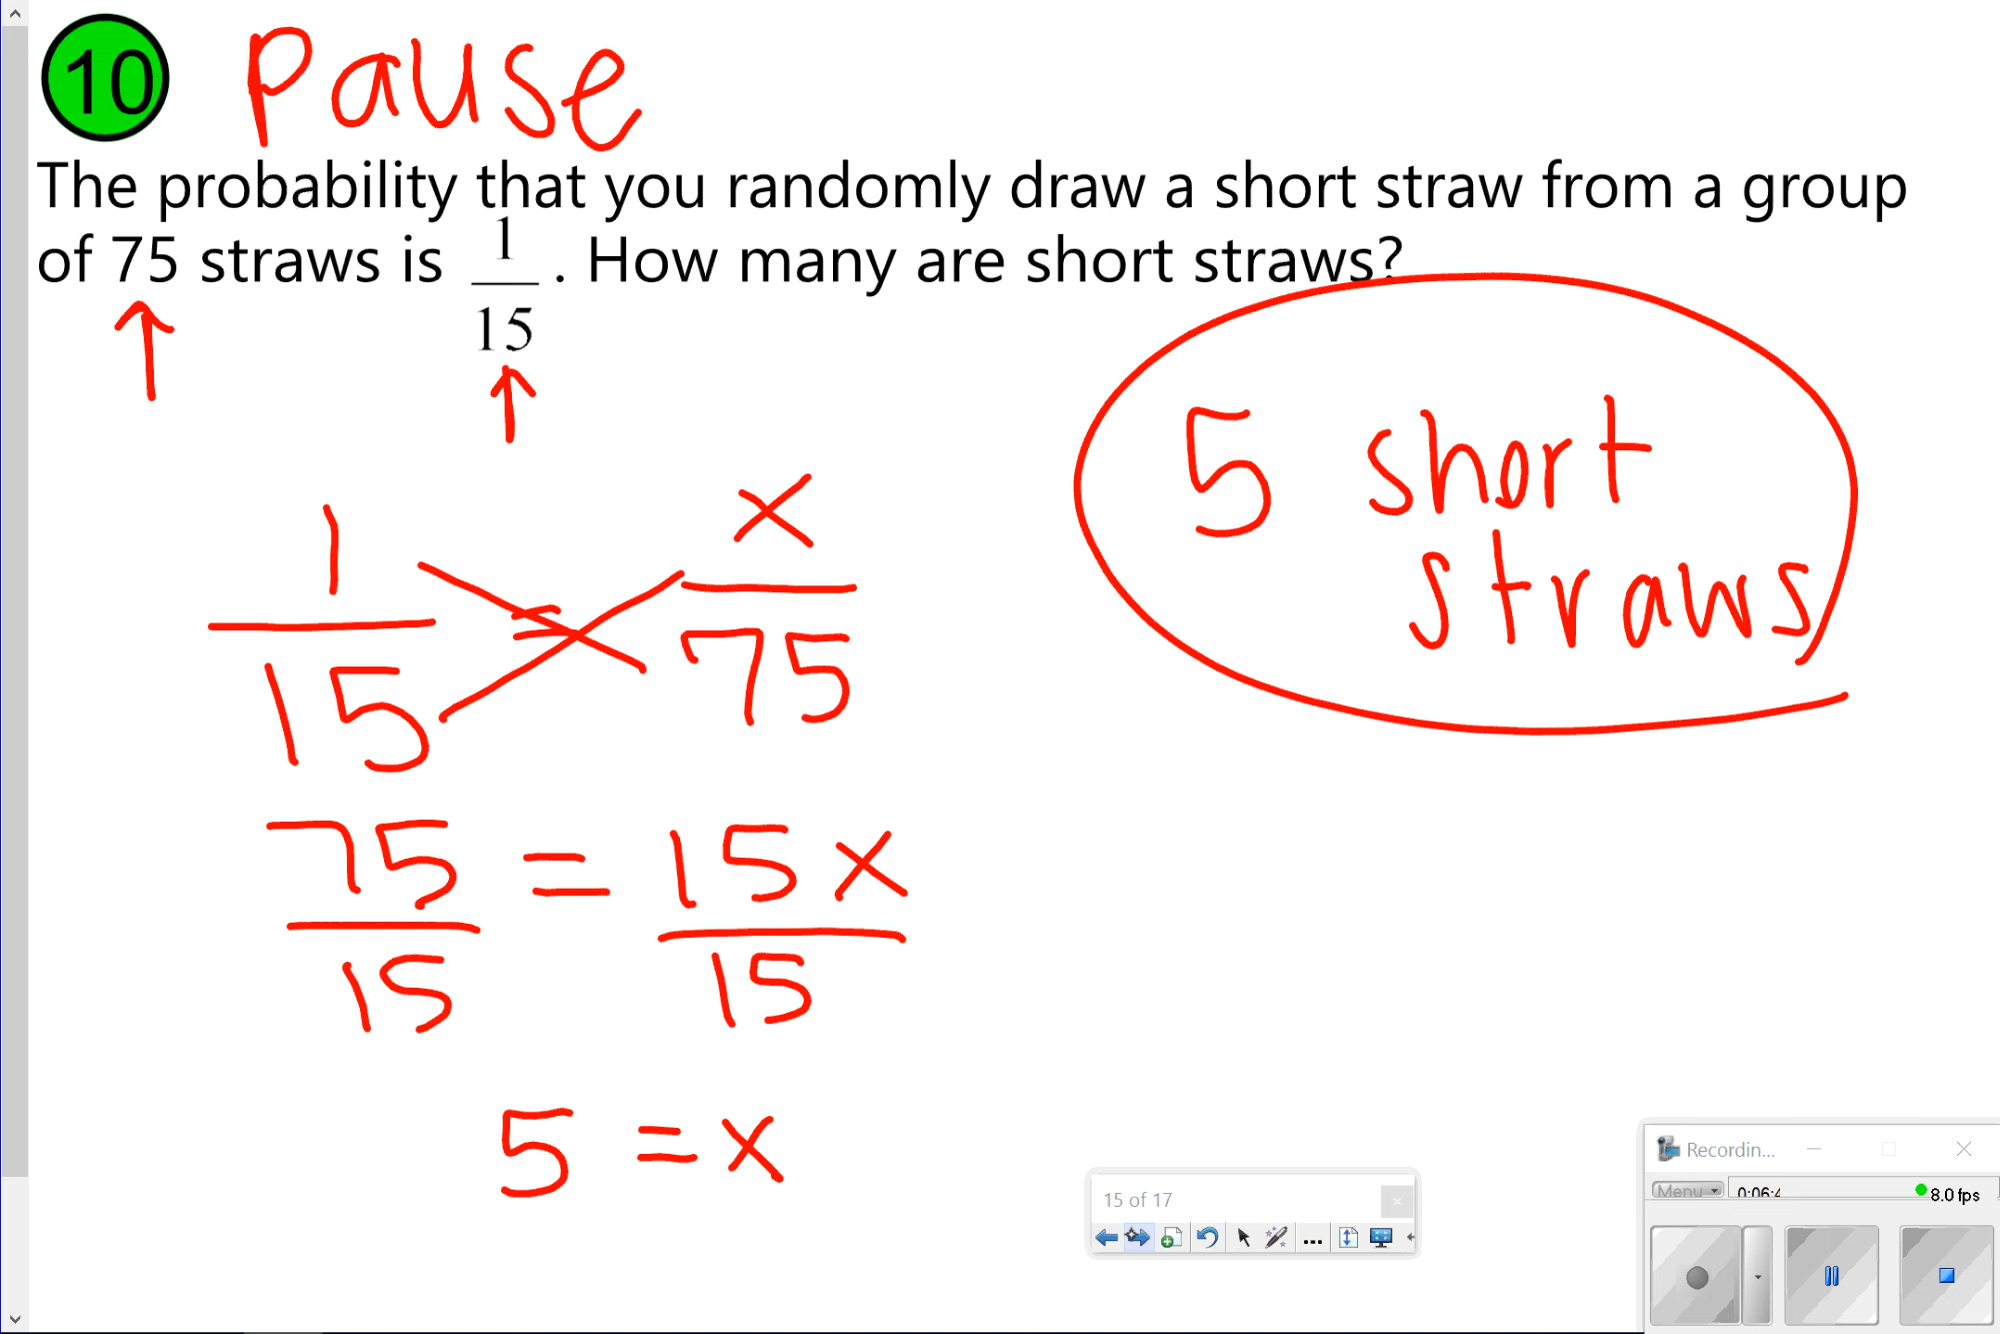 10 Pause
The probability that you randomly draw a short straw from a group
of 75 straws is 1/15 . How many are short straws?
5 short
straws
1/15 = x/75
75/15 = 15x/15
5 = x
15 of 17
Recordin...
Menu
8.0 fps